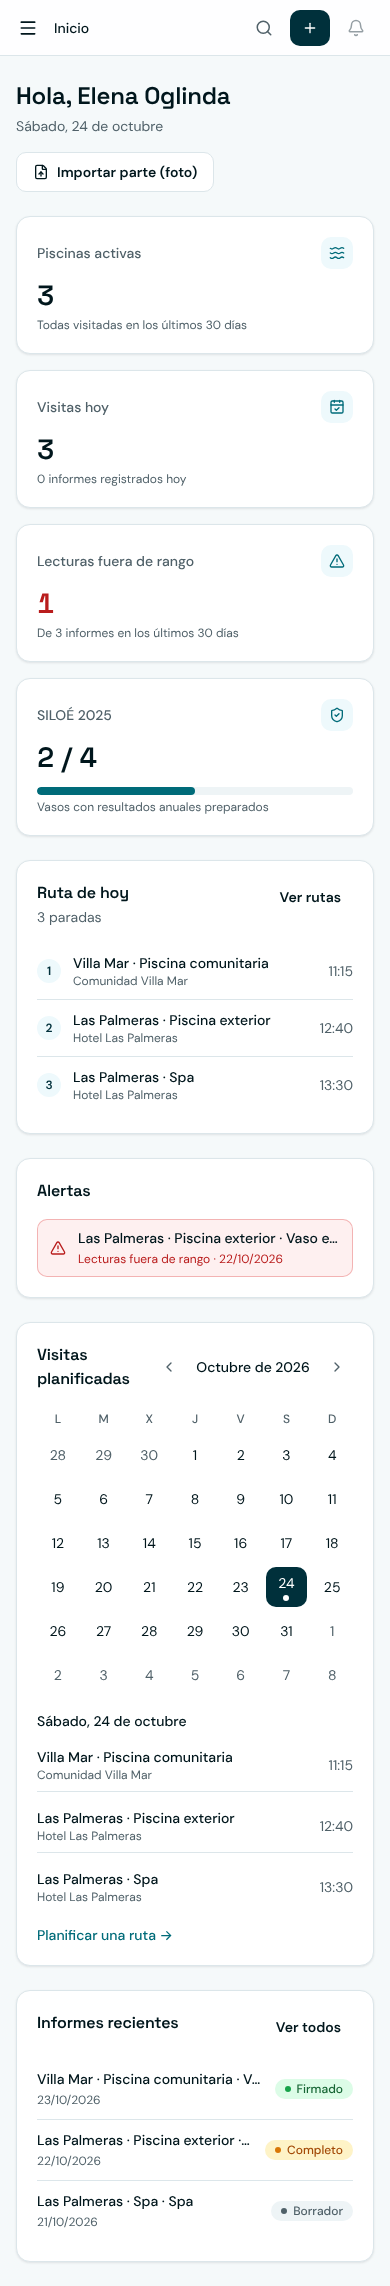 Inicio
Hola, Elena Oglinda
Sábado, 24 de octubre
Importar parte (foto)
Piscinas activas
3
Todas visitadas en los últimos 30 días
Visitas hoy
3
0 informes registrados hoy
Lecturas fuera de rango
1
De 3 informes en los últimos 30 días
SILOÉ 2025
2 / 4
Vasos con resultados anuales preparados
Ruta de hoy
Ver rutas
3 paradas
1 Villa Mar · Piscina comunitaria 11:15
Comunidad Villa Mar
2 Las Palmeras · Piscina exterior 12:40
Hotel Las Palmeras
3 Las Palmeras · Spa 13:30
Hotel Las Palmeras
Alertas
Las Palmeras · Piscina exterior · Vaso e...
Lecturas fuera de rango · 22/10/2026
Visitas planificadas
Octubre de 2026
L M X J V S D
28 29 30 1 2 3 4
5 6 7 8 9 10 11
12 13 14 15 16 17 18
19 20 21 22 23 24 25
26 27 28 29 30 31 1
2 3 4 5 6 7 8
Sábado, 24 de octubre
Villa Mar · Piscina comunitaria 11:15
Comunidad Villa Mar
Las Palmeras · Piscina exterior 12:40
Hotel Las Palmeras
Las Palmeras · Spa 13:30
Hotel Las Palmeras
Planificar una ruta →
Informes recientes
Ver todos
Villa Mar · Piscina comunitaria · V... Firmado
23/10/2026
Las Palmeras · Piscina exterior ·... Completo
22/10/2026
Las Palmeras · Spa · Spa Borrador
21/10/2026